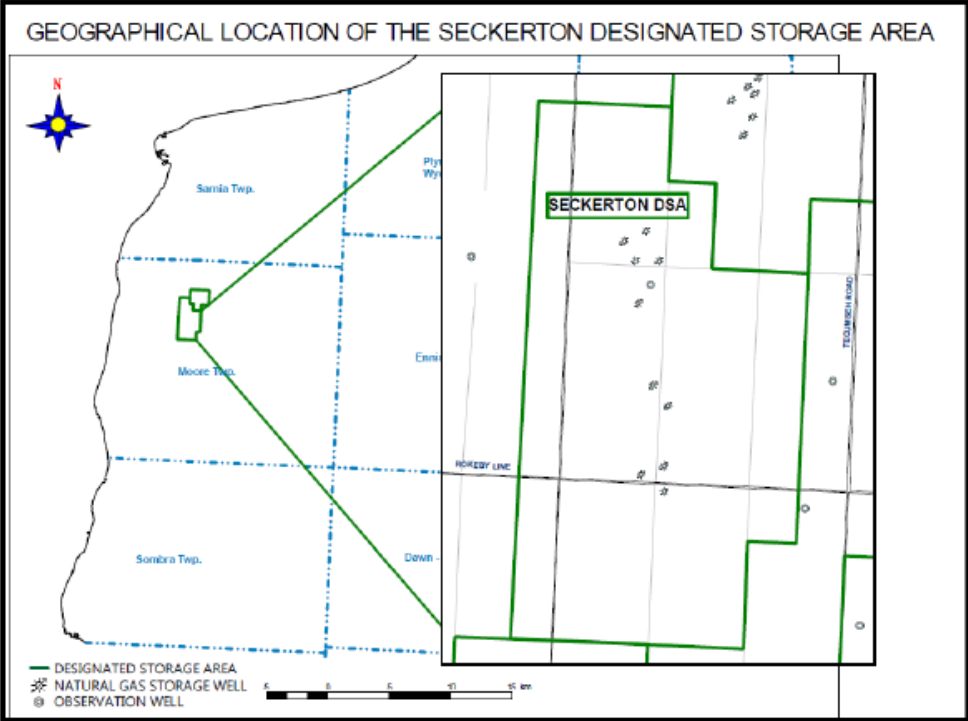 GEOGRAPHICAL LOCATION OF THE SECKERTON DESIGNATED STORAGE AREA
N
Sarnia Twp.
Moore Twp.
Sombra Twp.
Ply
Wyo
Enni
Dawn -
SECKERTON DSA
TECUMSEH ROAD
ROKEBY LINE
DESIGNATED STORAGE AREA
NATURAL GAS STORAGE WELL
OBSERVATION WELL
5 0 5 10 15 km